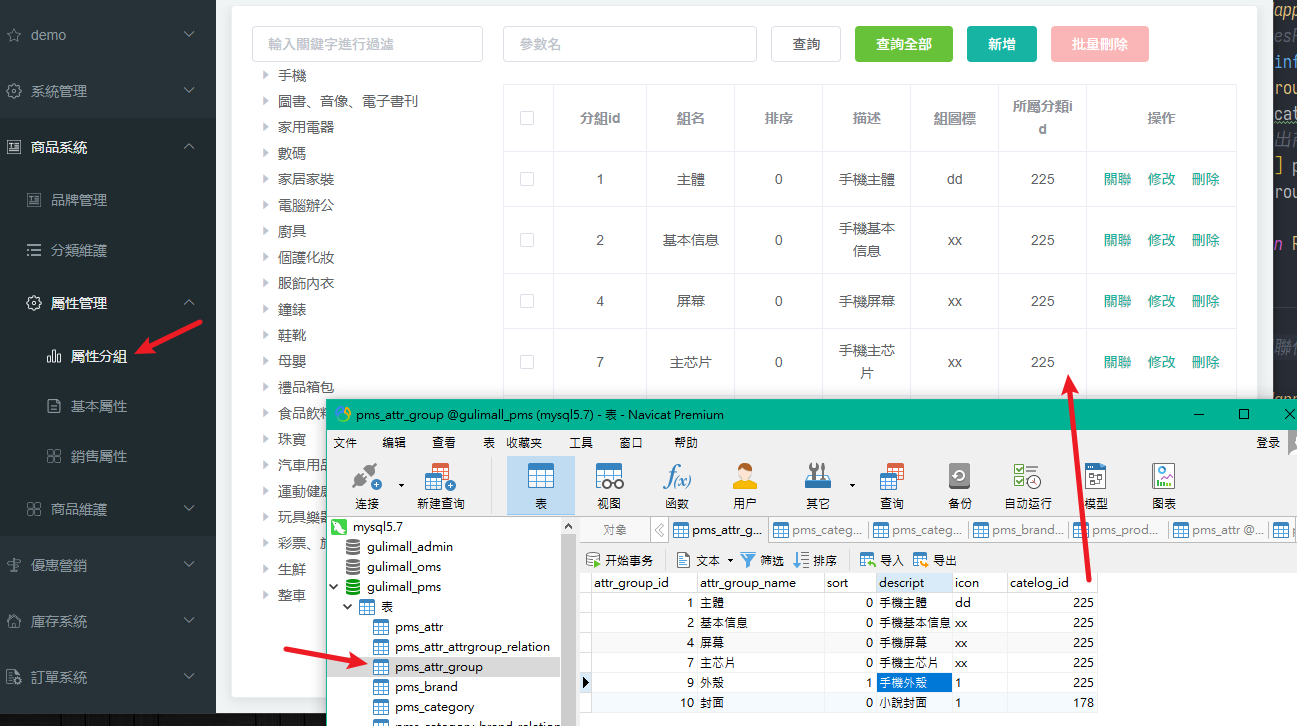 demo
系統管理
商品系統
品牌管理
分類維護
屬性管理
屬性分組
基本屬性
銷售屬性
商品維護
優惠營銷
庫存系統
訂單系統
輸入關鍵字進行過濾
手機
圖書、音像、電子書刊
家用電器
數碼
家居家裝
電腦辦公
廚具
個護化妝
服飾內衣
鐘錶
鞋靴
母嬰
禮品箱包
食品飲料
珠寶
汽車用品
運動健康
玩具樂器
彩票、
生鮮
整車
參數名 查詢 查詢全部 新增 批量刪除
分組id 組名 排序 描述 組圖標 所屬分類i
d 操作
1 主體 0 手機主體 dd 225 關聯 修改 刪除
2 基本信息 0 手機基本
信息 xx 225 關聯 修改 刪除
4 屏幕 0 手機屏幕 xx 225 關聯 修改 刪除
7 主芯片 0 手機主芯
片 xx 225 關聯 修改 刪除
pms_attr_group @gulimall_pms (mysql5.7) - 表 - Navicat Premium
文件 编辑 查看 表 收藏夹 工具 窗口 帮助 登录
连接 新建查询 表 视图 函数 用户 其它 查询 备份 自动运行 模型 图表
mysql5.7
gulimall_admin
gulimall_oms
gulimall_pms
表
pms_attr
pms_attr_attrgroup_relation
pms_attr_group
pms_brand
pms_category
pms_category_brand_relation
对象 pms_attr_g... pms_categ... pms_categ... pms_brand... pms_prod... pms_attr @...
开始事务 文本 筛选 排序 导入 导出
attr_group_id attr_group_name sort descript icon catelog_id
1 主體 0 手機主體 dd 225
2 基本信息 0 手機基本信息 xx 225
4 屏幕 0 手機屏幕 xx 225
7 主芯片 0 手機主芯片 xx 225
9 外殼 1 手機外殼 1 225
10 封面 0 小說封面 1 178